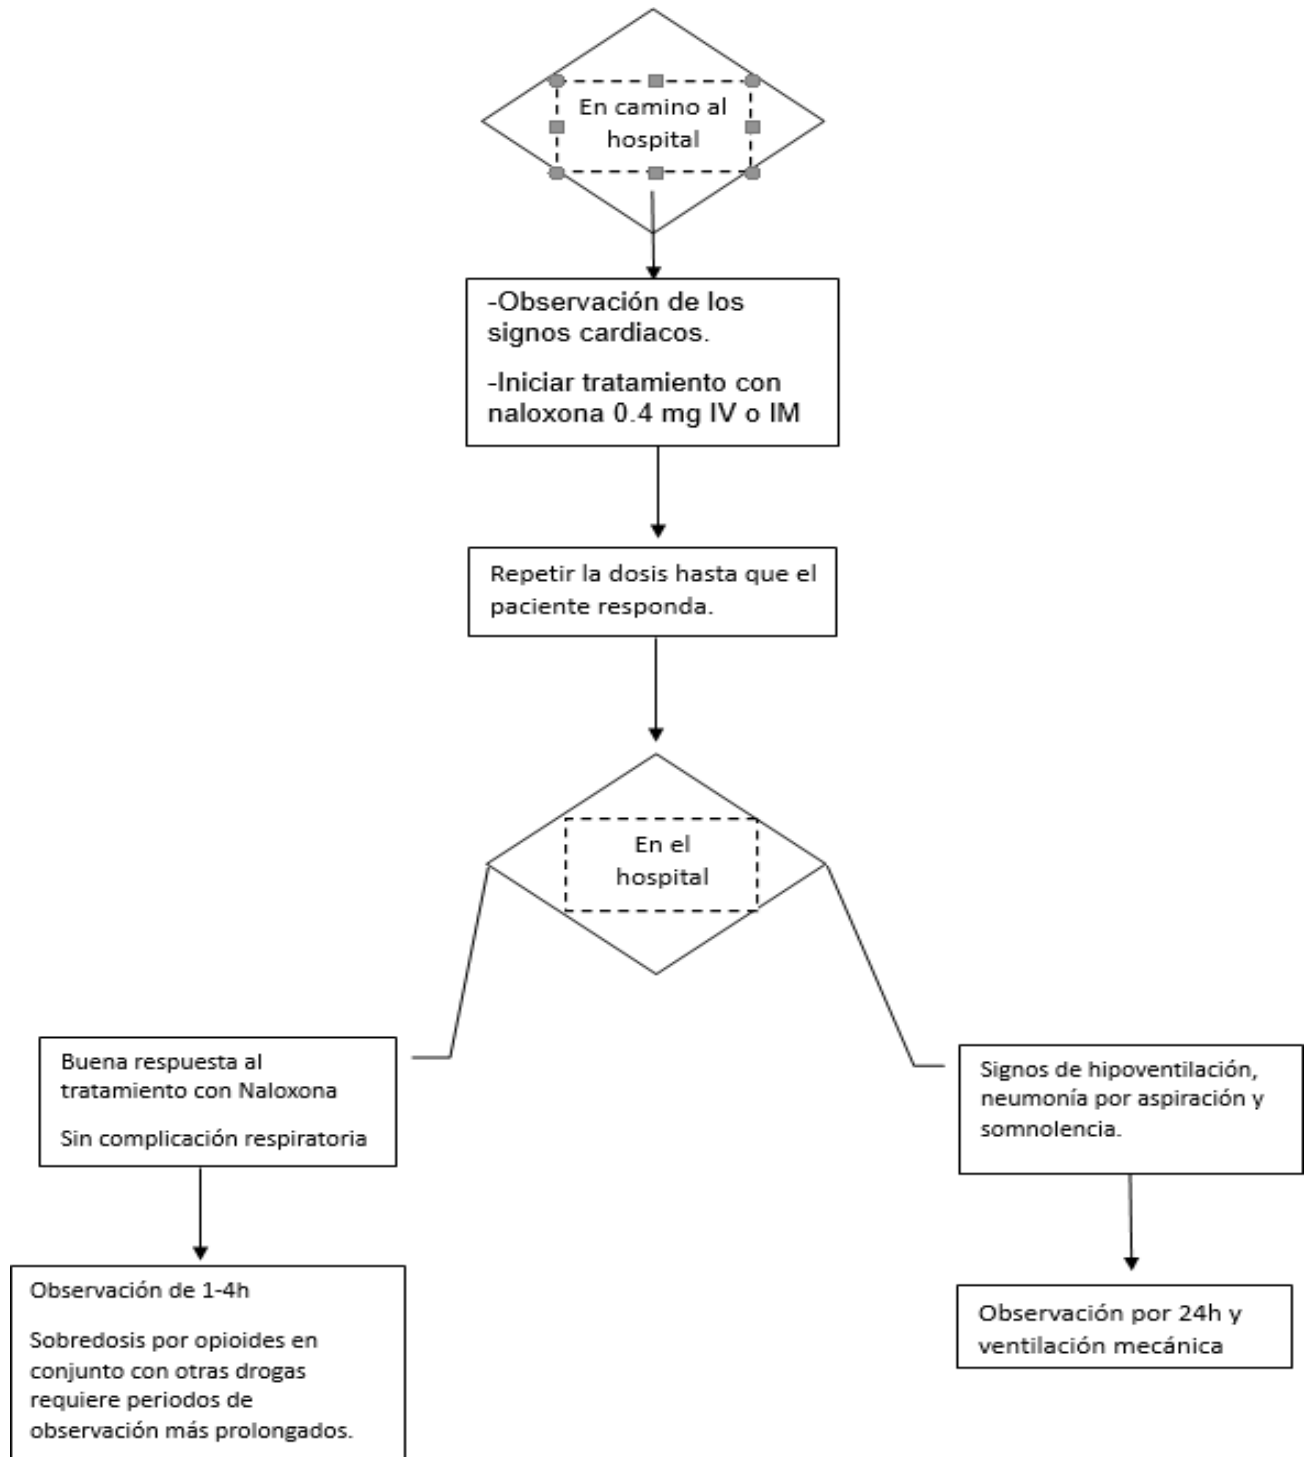 En camino al
hospital
-Observación de los
signos cardiacos.
-Iniciar tratamiento con
naloxona 0.4 mg IV o IM
Repetir la dosis hasta que el
paciente responda.
En el
hospital
Buena respuesta al
tratamiento con Naloxona
Sin complicación respiratoria
Signos de hipoventilación,
neumonía por aspiración y
somnolencia.
Observación de 1-4h
Sobredosis por opioides en
conjunto con otras drogas
requiere periodos de
observación más prolongados.
Observación por 24h y
ventilación mecánica